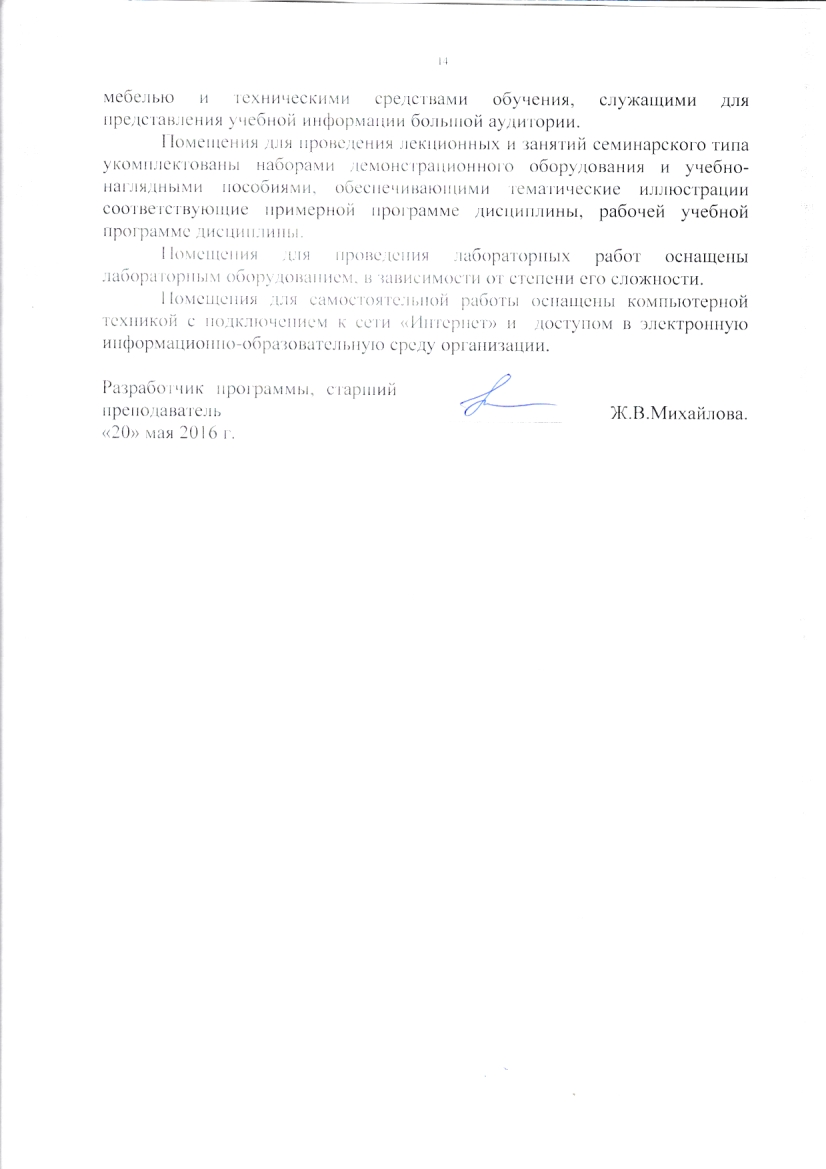 14
мебелью и техническими средствами обучения, служащими для
представления учебной информации большой аудитории.
Помещения для проведения лекционных и занятий семинарского типа
укомплектованы наборами демонстрационного оборудования и учебно-
наглядными пособиями, обеспечивающими тематические иллюстрации
соответствующие примерной программе дисциплины, рабочей учебной
программе дисциплины.
Помещения для проведения лабораторных работ оснащены
лабораторным оборудованием, в зависимости от степени его сложности.
Помещения для самостоятельной работы оснащены компьютерной
техникой с подключением к сети «Интернет» и доступом в электронную
информационно-образовательную среду организации.
Разработчик программы, старший
преподаватель Ж.В.Михайлова.
«20» мая 2016 г.